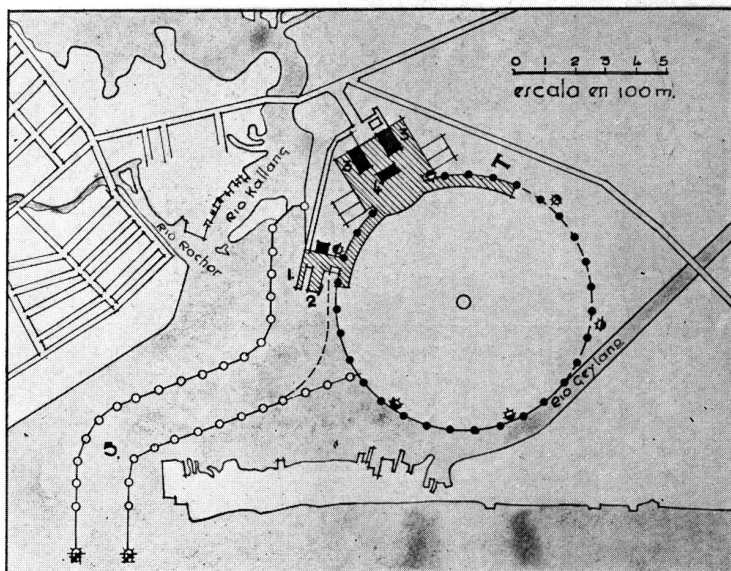 0 1 2 3 4 5
escala en 100 m.
T
RIO Kallang
RIO Rochor
1.
2
RIO Geylang